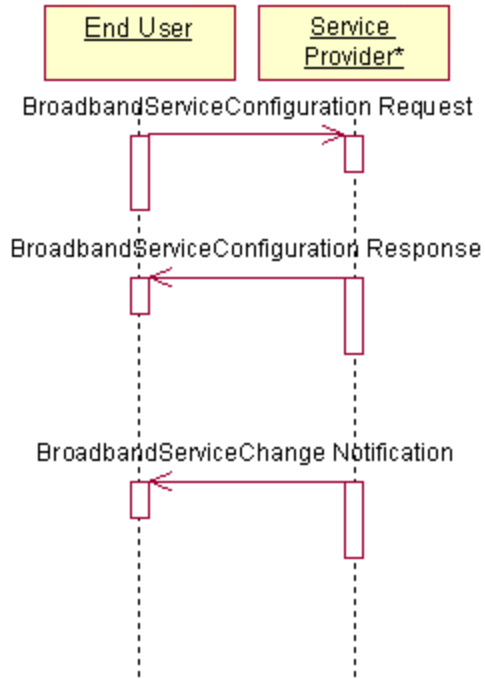 End User
Service
Provider*
BroadbandServiceConfiguration Request
BroadbandServiceConfiguration Response
BroadbandServiceChange Notification